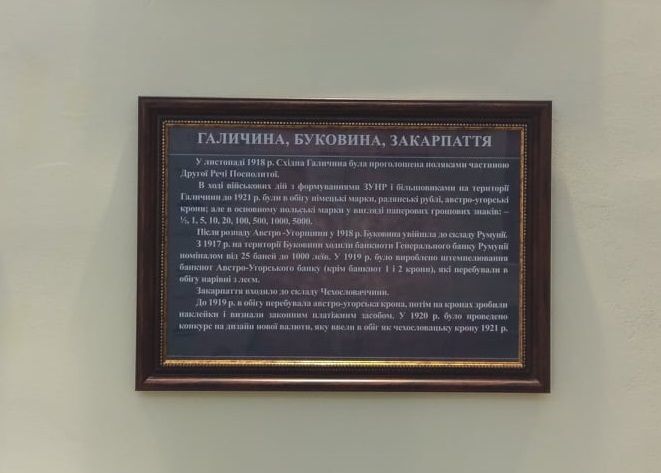 ГАЛИЧИНА, БУКОВИНА, ЗАКАРПАТТЯ
У листопаді 1918 р. Східна Галичина була проголошена поляками частиною
Другої Речі Посполитої.
В ході військових дій з формуваннями ЗУНР і більшовиками на території
Галичини до 1921 р. були в обігу німецькі марки, радянські рублі, австро-угорські
крони; але в основному польські марки у вигляді паперових грошових знаків: –
½, 1, 5, 10, 20, 100, 500, 1000, 5000.
Після розпаду Австро -Угорщини у 1918 р. Буковина увійшла до складу Румунії.
З 1917 р. на території Буковини ходили банкноти Генерального банку Румунії
номіналом від 25 баней до 1000 леїв. У 1919 р. було вироблено штемпелювання
банкнот Австро-Угорського банку (крім банкнот 1 і 2 крони), які перебували в
обігу нарівні з леєм.
Закарпаття входило до складу Чехословаччини.
До 1919 р. в обігу перебувала австро-угорська крона, потім на кронах зробили
наклейки і визнали законним платіжним засобом. У 1920 р. було проведено
конкурс на дизайн нової валюти, яку ввели в обіг як чехословацьку крону 1921 р.